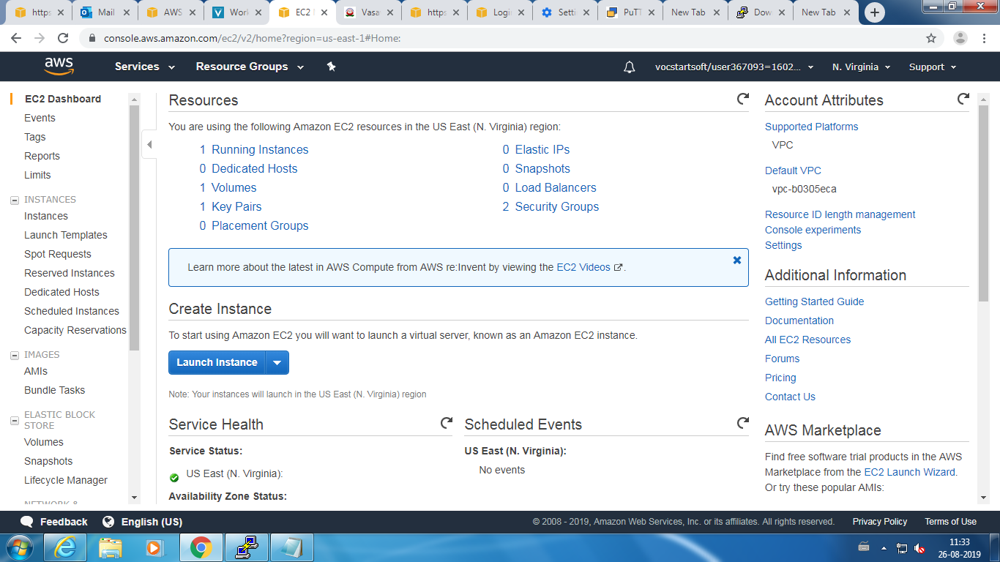 https
Mail
AWS
Work
EC2
Vasa
https
Logi
Setti
PuTT
New Tab
Dow
New Tab
console.aws.amazon.com/ec2/v2/home?region=us-east-1#Home:
aws
Services
Resource Groups
vocstartsoft/user367093=1602...
N. Virginia
Support
EC2 Dashboard
Events
Tags
Reports
Limits
INSTANCES
Instances
Launch Templates
Spot Requests
Reserved Instances
Dedicated Hosts
Scheduled Instances
Capacity Reservations
IMAGES
AMIs
Bundle Tasks
ELASTIC BLOCK
STORE
Volumes
Snapshots
Lifecycle Manager
NETWORK &
Resources
You are using the following Amazon EC2 resources in the US East (N. Virginia) region:
1 Running Instances
0 Dedicated Hosts
1 Volumes
1 Key Pairs
0 Placement Groups
0 Elastic IPs
0 Snapshots
0 Load Balancers
2 Security Groups
Learn more about the latest in AWS Compute from AWS re:Invent by viewing the EC2 Videos.
Create Instance
To start using Amazon EC2 you will want to launch a virtual server, known as an Amazon EC2 instance.
Launch Instance
Note: Your instances will launch in the US East (N. Virginia) region
Service Health
Service Status:
US East (N. Virginia):
Availability Zone Status:
Scheduled Events
US East (N. Virginia):
No events
Account Attributes
Supported Platforms
VPC
Default VPC
vpc-b0305eca
Resource ID length management
Console experiments
Settings
Additional Information
Getting Started Guide
Documentation
All EC2 Resources
Forums
Pricing
Contact Us
AWS Marketplace
Find free software trial products in the AWS
Marketplace from the EC2 Launch Wizard.
Or try these popular AMIs:
Feedback
English (US)
© 2008 - 2019, Amazon Web Services, Inc. or its affiliates. All rights reserved.
Privacy Policy
Terms of Use
11:33
26-08-2019